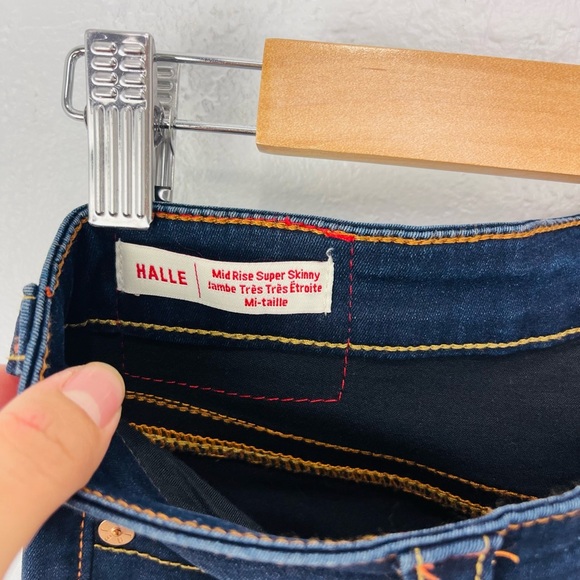 HALLE
Mid Rise Super Skinny
Jambe Très Très Étroite
Mi-taille